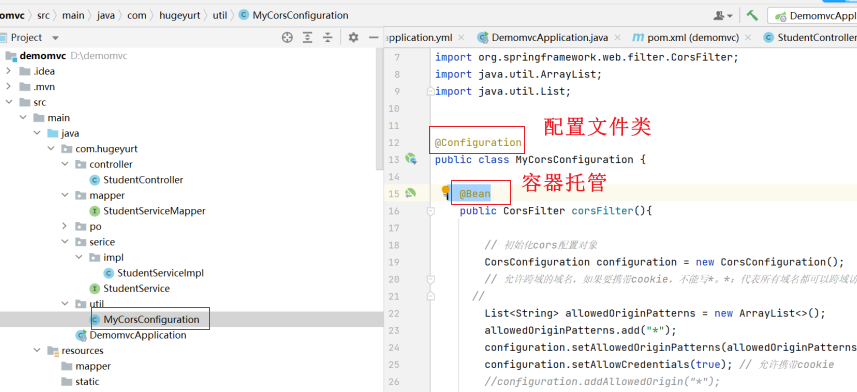 omvc › src › main › java › com › hugeyurt › util › MyCorsConfiguration
DemomvcAppl
Project
pplication.yml
DemomvcApplication.java
pom.xml (demomvc)
StudentController
demomvc D:\demomvc
.idea
.mvn
src
main
java
com.hugeyurt
controller
StudentController
mapper
StudentServiceMapper
po
serice
impl
StudentServiceImpl
StudentService
util
MyCorsConfiguration
DemomvcApplication
resources
mapper
static
7 import org.springframework.web.filter.CorsFilter;
8 import java.util.ArrayList;
9 import java.util.List;
10
11
12 @Configuration
配置文件类
13 public class MyCorsConfiguration {
14
容器托管
15 @Bean
16 public CorsFilter corsFilter(){
17
18 // 初始化cors配置对象
19 CorsConfiguration configuration = new CorsConfiguration();
20 // 允许跨域的域名，如果要携带cookie，不能写*。*：代表所有域名都可以跨域访
21 //
22 List<String> allowedOriginPatterns = new ArrayList<>();
23 allowedOriginPatterns.add("*");
24 configuration.setAllowedOriginPatterns(allowedOriginPatterns
25 configuration.setAllowCredentials(true); // 允许携带cookie
26 //configuration.addAllowedOrigin("*");